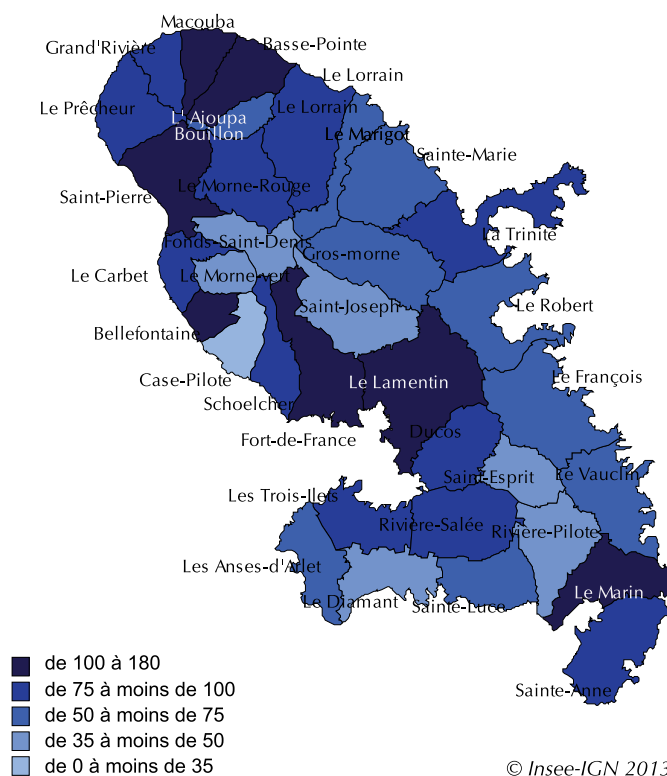 Macouba
Grand'Rivière
Basse-Pointe
Le Lorrain
Le Prêcheur
L' Ajoupa
Bouillon
Le Lorrain
Le Marigot
Sainte-Marie
Saint-Pierre
Le Morne-Rouge
La Trinité
Fonds-Saint-Denis
Gros-morne
Le Carbet
Le Morne-vert
Saint-Joseph
Le Robert
Bellefontaine
Case-Pilote
Le Lamentin
Le François
Schoelcher
Fort-de-France
Ducos
Saint-Esprit
Le Vauclin
Les Trois-Ilets
Rivière-Salée
Rivière-Pilote
Les Anses-d'Arlet
Le Diamant
Sainte-Luce
Le Marin
Sainte-Anne
de 100 à 180
de 75 à moins de 100
de 50 à moins de 75
de 35 à moins de 50
de 0 à moins de 35
© Insee-IGN 2013